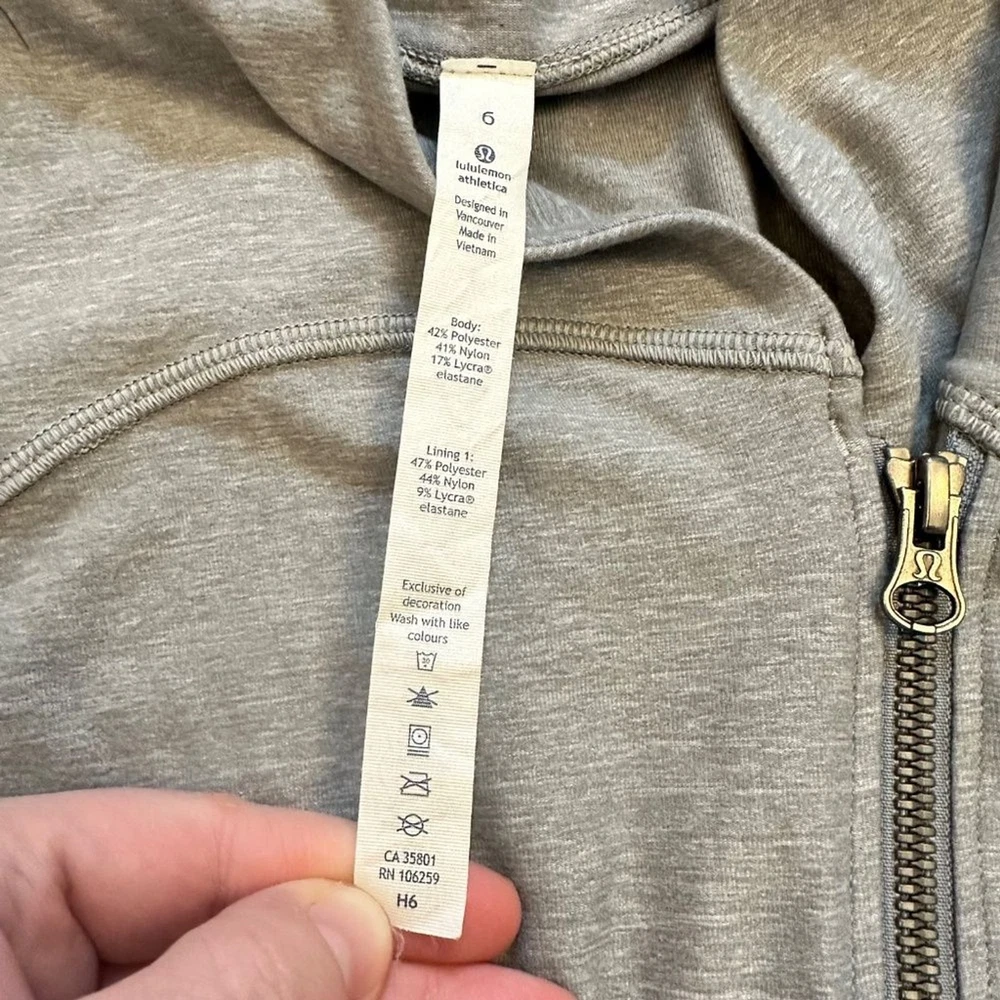 6
lululemon
athletica
Designed in
Vancouver
Made in
Vietnam
Body:
42% Polyester
41% Nylon
17% Lycra®
elastane
Lining 1:
47% Polyester
44% Nylon
9% Lycra®
elastane
Exclusive of
decoration
Wash with like
colours
30
CA 35801
RN 106259
H6